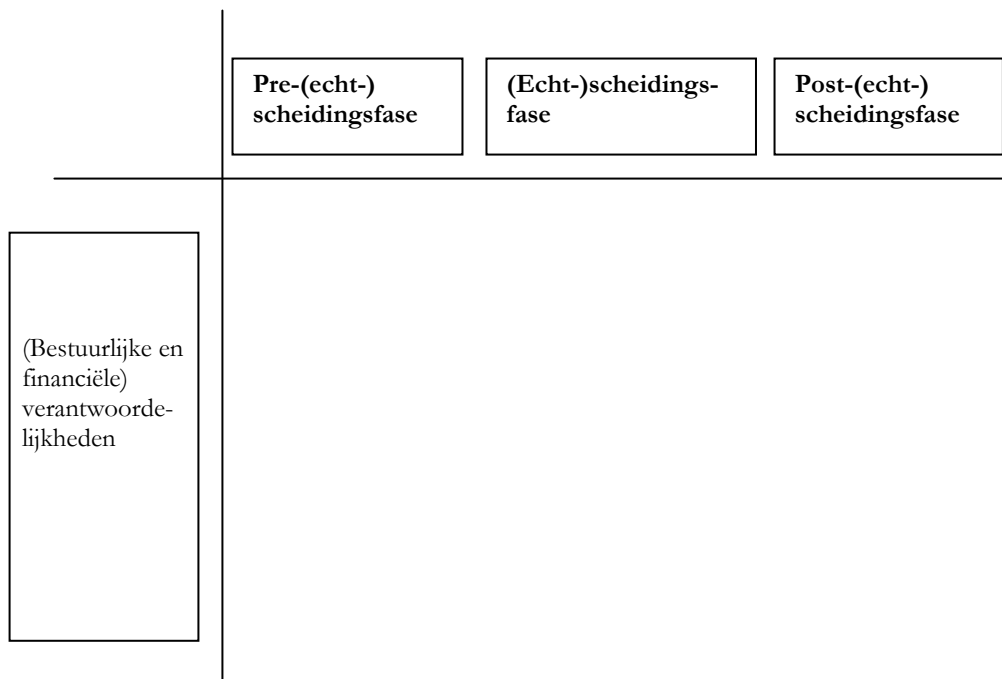 Pre-(echt-)
scheidingsfase
(Echt-)scheidings-
fase
Post-(echt-)
scheidingsfase
(Bestuurlijke en
financiële)
verantwoorde-
lijkheden